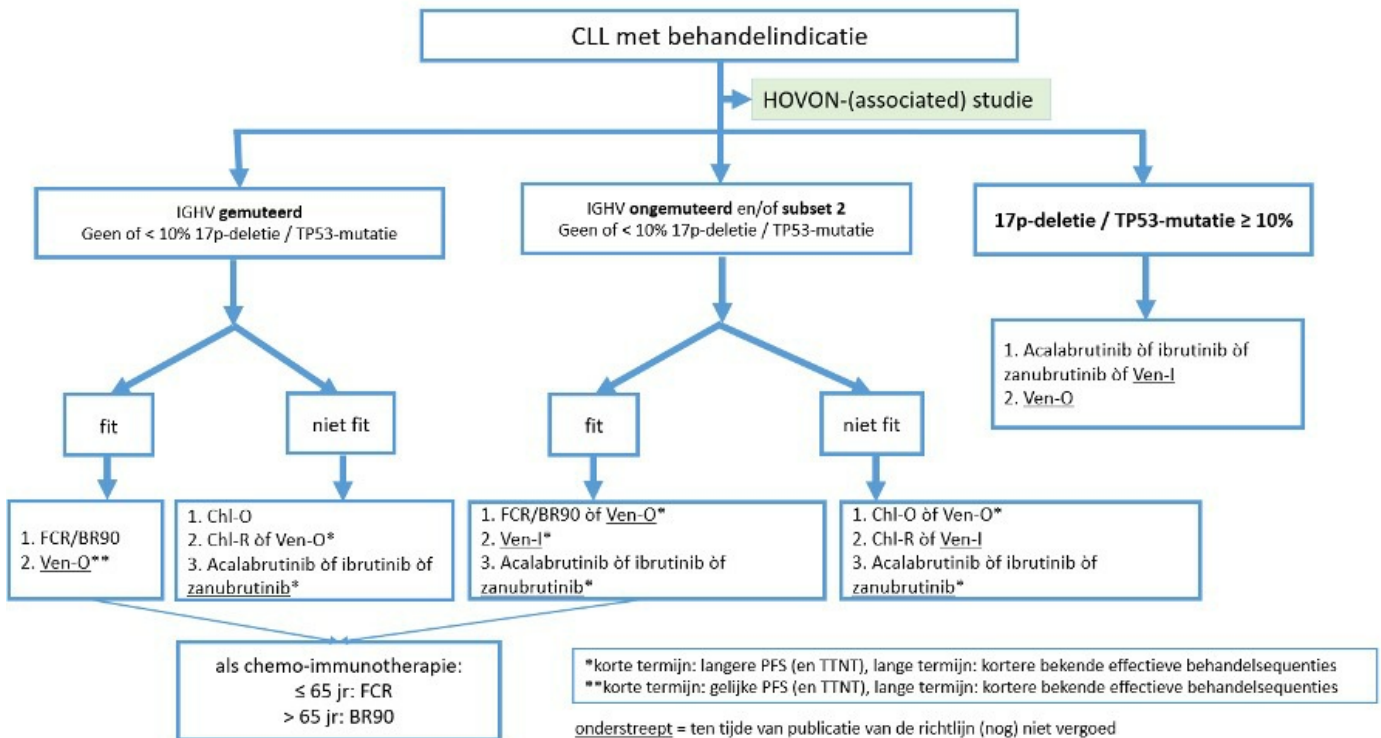 CLL met behandelindicatie
HOVON-(associated) studie
IGHV gemuteerd
Geen of < 10% 17p-deletie / TP53-mutatie
IGHV ongemuteerd en/of subset 2
Geen of < 10% 17p-deletie / TP53-mutatie
17p-deletie / TP53-mutatie ≥ 10%
1. Acalabrutinib òf ibrutinib òf
zanubrutinib òf Ven-I
2. Ven-O
fit
niet fit
fit
niet fit
1. FCR/BR90
2. Ven-O**
1. Chl-O
2. Chl-R òf Ven-O*
3. Acalabrutinib òf ibrutinib òf
zanubrutinib*
1. FCR/BR90 òf Ven-O*
2. Ven-I*
3. Acalabrutinib òf ibrutinib òf
zanubrutinib*
1. Chl-O òf Ven-O*
2. Chl-R òf Ven-I
3. Acalabrutinib òf ibrutinib òf
zanubrutinib*
als chemo-immunotherapie:
≤ 65 jr: FCR
> 65 jr: BR90
*korte termijn: langere PFS (en TTNT), lange termijn: kortere bekende effectieve behandelsequenties
**korte termijn: gelijke PFS (en TTNT), lange termijn: kortere bekende effectieve behandelsequenties
onderstreept = ten tijde van publicatie van de richtlijn (nog) niet vergoed